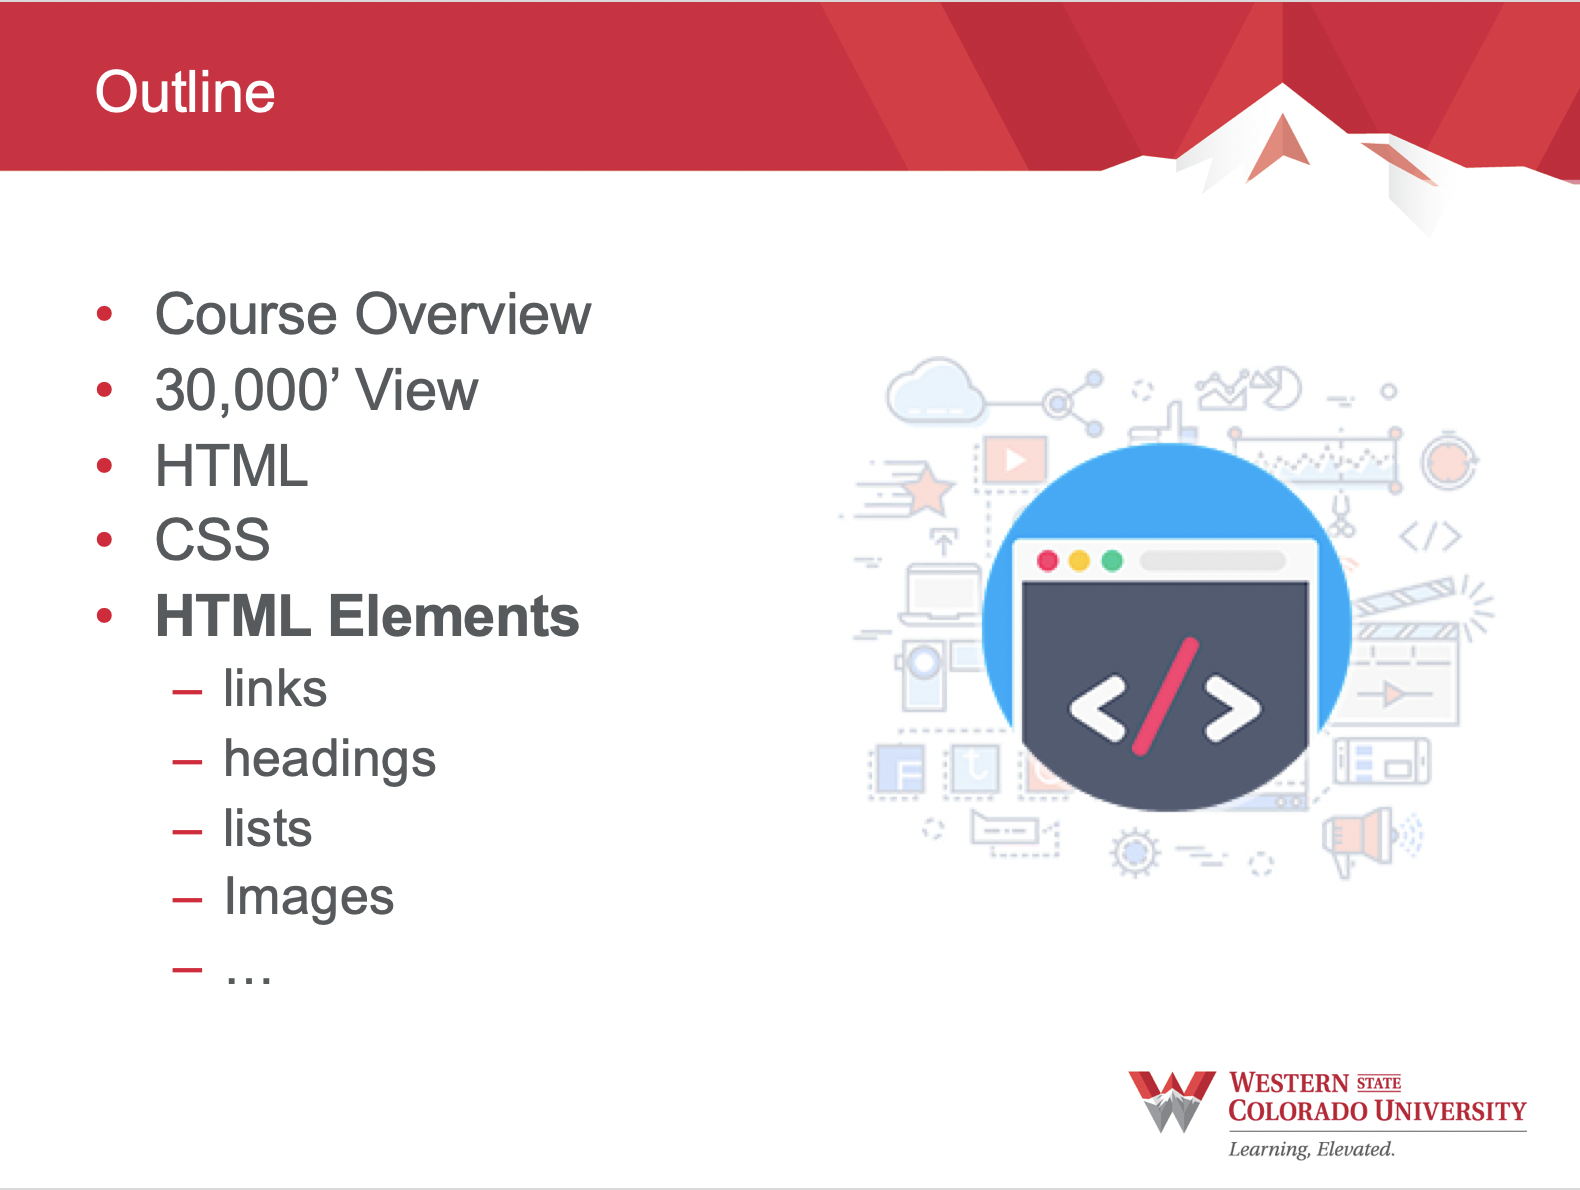 Outline
• Course Overview
• 30,000’ View
• HTML
• CSS
• HTML Elements
– links
– headings
– lists
– Images
– …
</>
</>
F t
WESTERN STATE
COLORADO UNIVERSITY
Learning, Elevated.